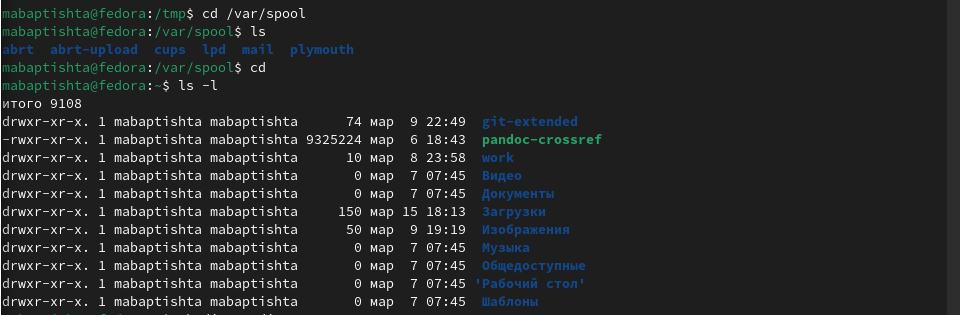 mabaptishta@fedora:/tmp$ cd /var/spool
mabaptishta@fedora:/var/spool$ ls
abrt  abrt-upload  cups  lpd  mail  plymouth
mabaptishta@fedora:/var/spool$ cd
mabaptishta@fedora:~$ ls -l
итого 9108
drwxr-xr-x. 1 mabaptishta mabaptishta      74 мар  9 22:49  git-extended
-rwxr-xr-x. 1 mabaptishta mabaptishta 9325224 мар  6 18:43  pandoc-crossref
drwxr-xr-x. 1 mabaptishta mabaptishta      10 мар  8 23:58  work
drwxr-xr-x. 1 mabaptishta mabaptishta       0 мар  7 07:45  Видео
drwxr-xr-x. 1 mabaptishta mabaptishta       0 мар  7 07:45  Документы
drwxr-xr-x. 1 mabaptishta mabaptishta     150 мар 15 18:13  Загрузки
drwxr-xr-x. 1 mabaptishta mabaptishta      50 мар  9 19:19  Изображения
drwxr-xr-x. 1 mabaptishta mabaptishta       0 мар  7 07:45  Музыка
drwxr-xr-x. 1 mabaptishta mabaptishta       0 мар  7 07:45  Общедоступные
drwxr-xr-x. 1 mabaptishta mabaptishta       0 мар  7 07:45 'Рабочий стол'
drwxr-xr-x. 1 mabaptishta mabaptishta       0 мар  7 07:45  Шаблоны